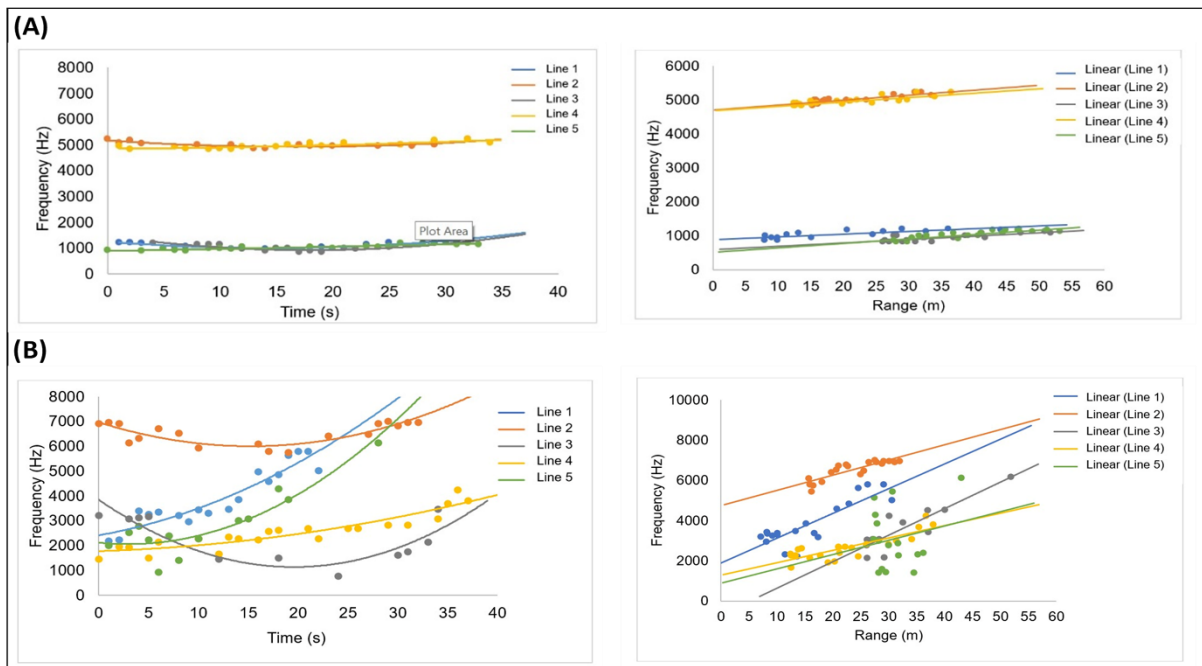 (A)
8000
7000
6000
5000
4000
3000
2000
1000
0
Frequency (Hz)
0 5 10 15 20 25 30 35 40
Time (s)
Line 1
Line 2
Line 3
Line 4
Line 5
Plot Area
6000
5000
4000
3000
2000
1000
0
Frequency (Hz)
0 5 10 15 20 25 30 35 40 45 50 55 60
Range (m)
Linear (Line 1)
Linear (Line 2)
Linear (Line 3)
Linear (Line 4)
Linear (Line 5)
(B)
8000
7000
6000
5000
4000
3000
2000
1000
0
Frequency (Hz)
0 5 10 15 20 25 30 35 40
Time (s)
Line 1
Line 2
Line 3
Line 4
Line 5
10000
8000
6000
4000
2000
0
Frequency (Hz)
0 10 20 30 40 50 60
Range (m)
Linear (Line 1)
Linear (Line 2)
Linear (Line 3)
Linear (Line 4)
Linear (Line 5)